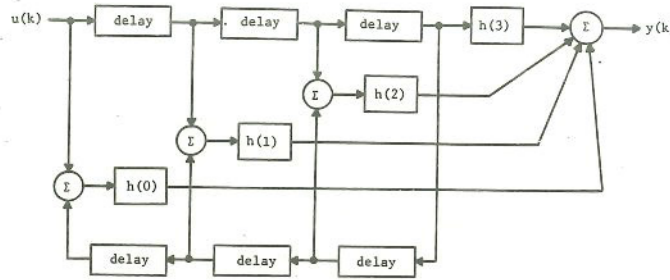 u(k) delay delay delay h(3) Σ y(k
Σ h(2)
Σ h(1)
Σ h(0)
delay delay delay